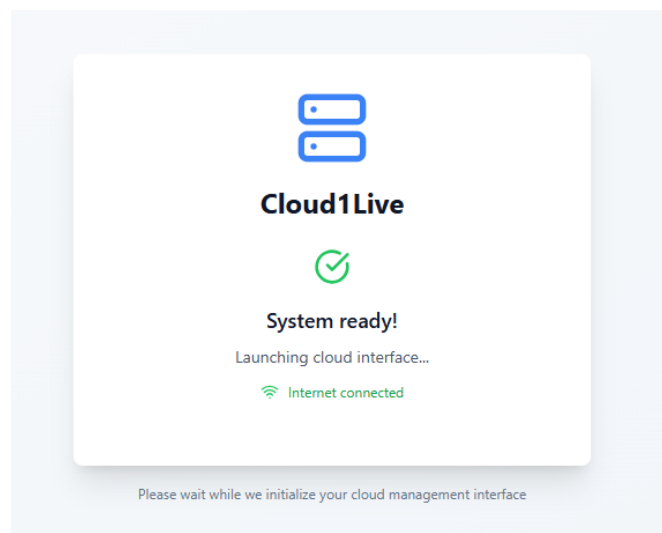 Cloud1Live
System ready!
Launching cloud interface...
Internet connected
Please wait while we initialize your cloud management interface